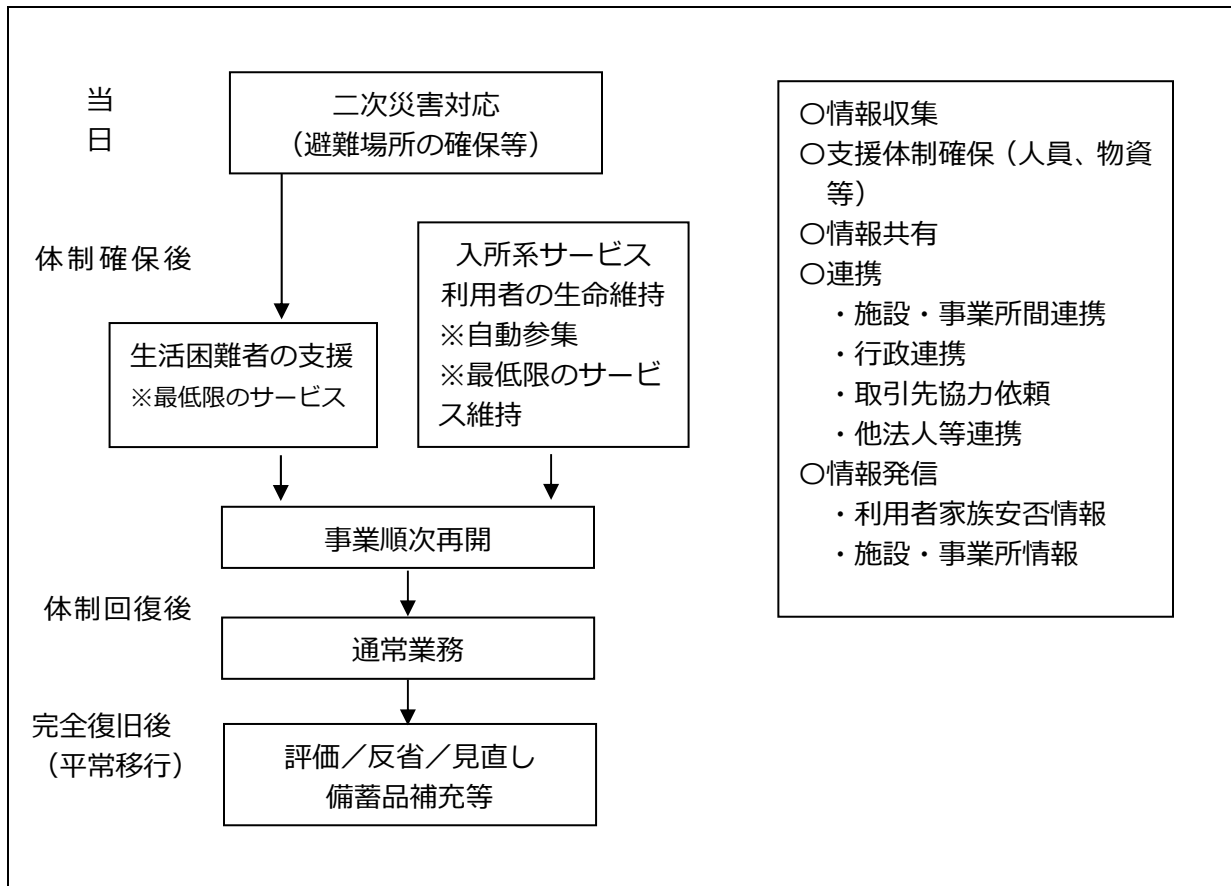 当
日
二次災害対応
（避難場所の確保等）
体制確保後
生活困難者の支援
※最低限のサービス
入所系サービス
利用者の生命維持
※自動参集
※最低限のサービ
ス維持
事業順次再開
体制回復後
通常業務
完全復旧後
（平常移行）
評価／反省／見直し
備蓄品補充等
〇情報収集
〇支援体制確保（人員、物資
等）
〇情報共有
〇連携
・施設・事業所間連携
・行政連携
・取引先協力依頼
・他法人等連携
〇情報発信
・利用者家族安否情報
・施設・事業所情報